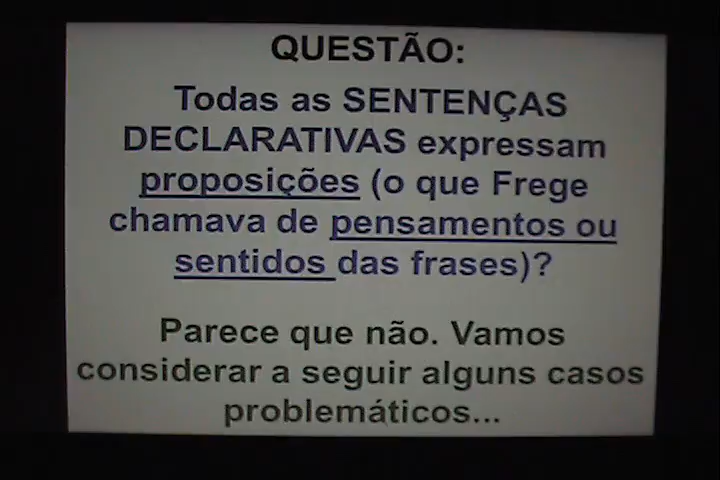 QUESTÃO:
Todas as SENTENÇAS
DECLARATIVAS expressam
proposições (o que Frege
chamava de pensamentos ou
sentidos das frases)?
Parece que não. Vamos
considerar a seguir alguns casos
problemáticos...